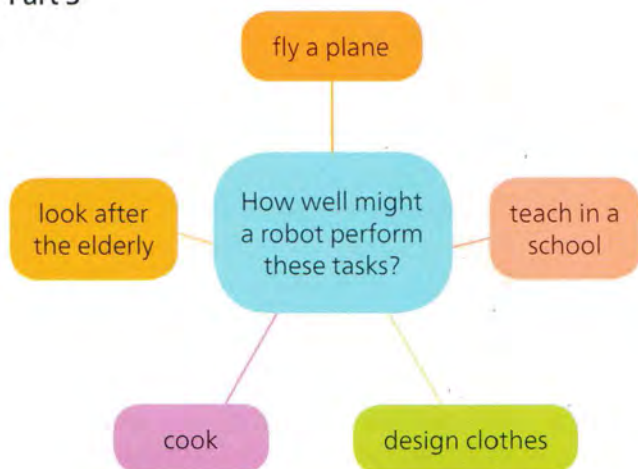 fly a plane
How well might
a robot perform
these tasks?
look after
the elderly
teach in a
school
cook
design clothes